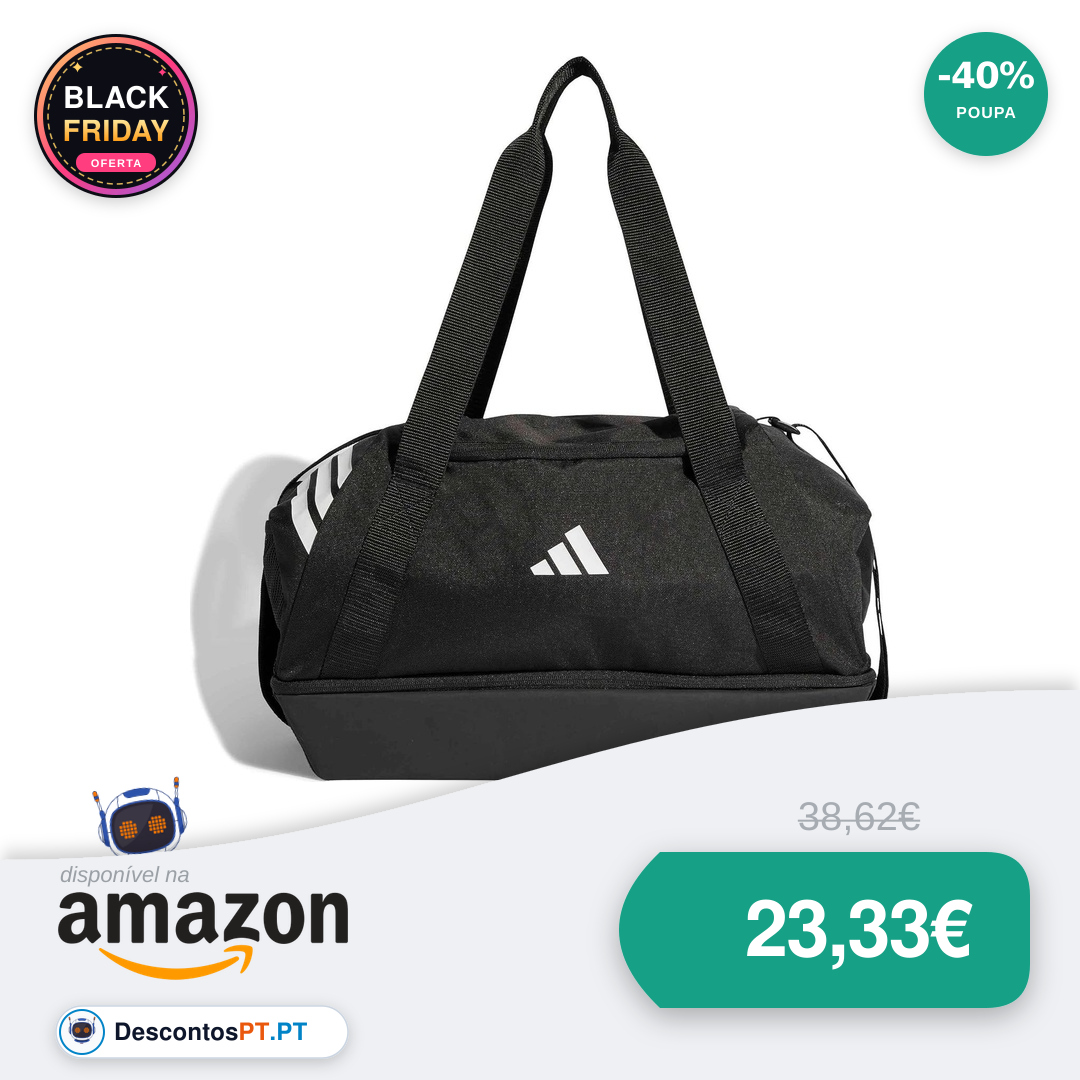 BLACK
FRIDAY
OFERTA
-40%
POUPA
38,62€
23,33€
disponível na
amazon
DescontosPT.PT